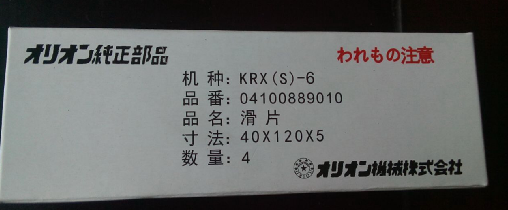 オリオン純正部品
われもの注意
机种：KRX(S)-6
品番：04100889010
品名：滑片
寸法：40X120X5
数量：4
オリオン機械株式会社